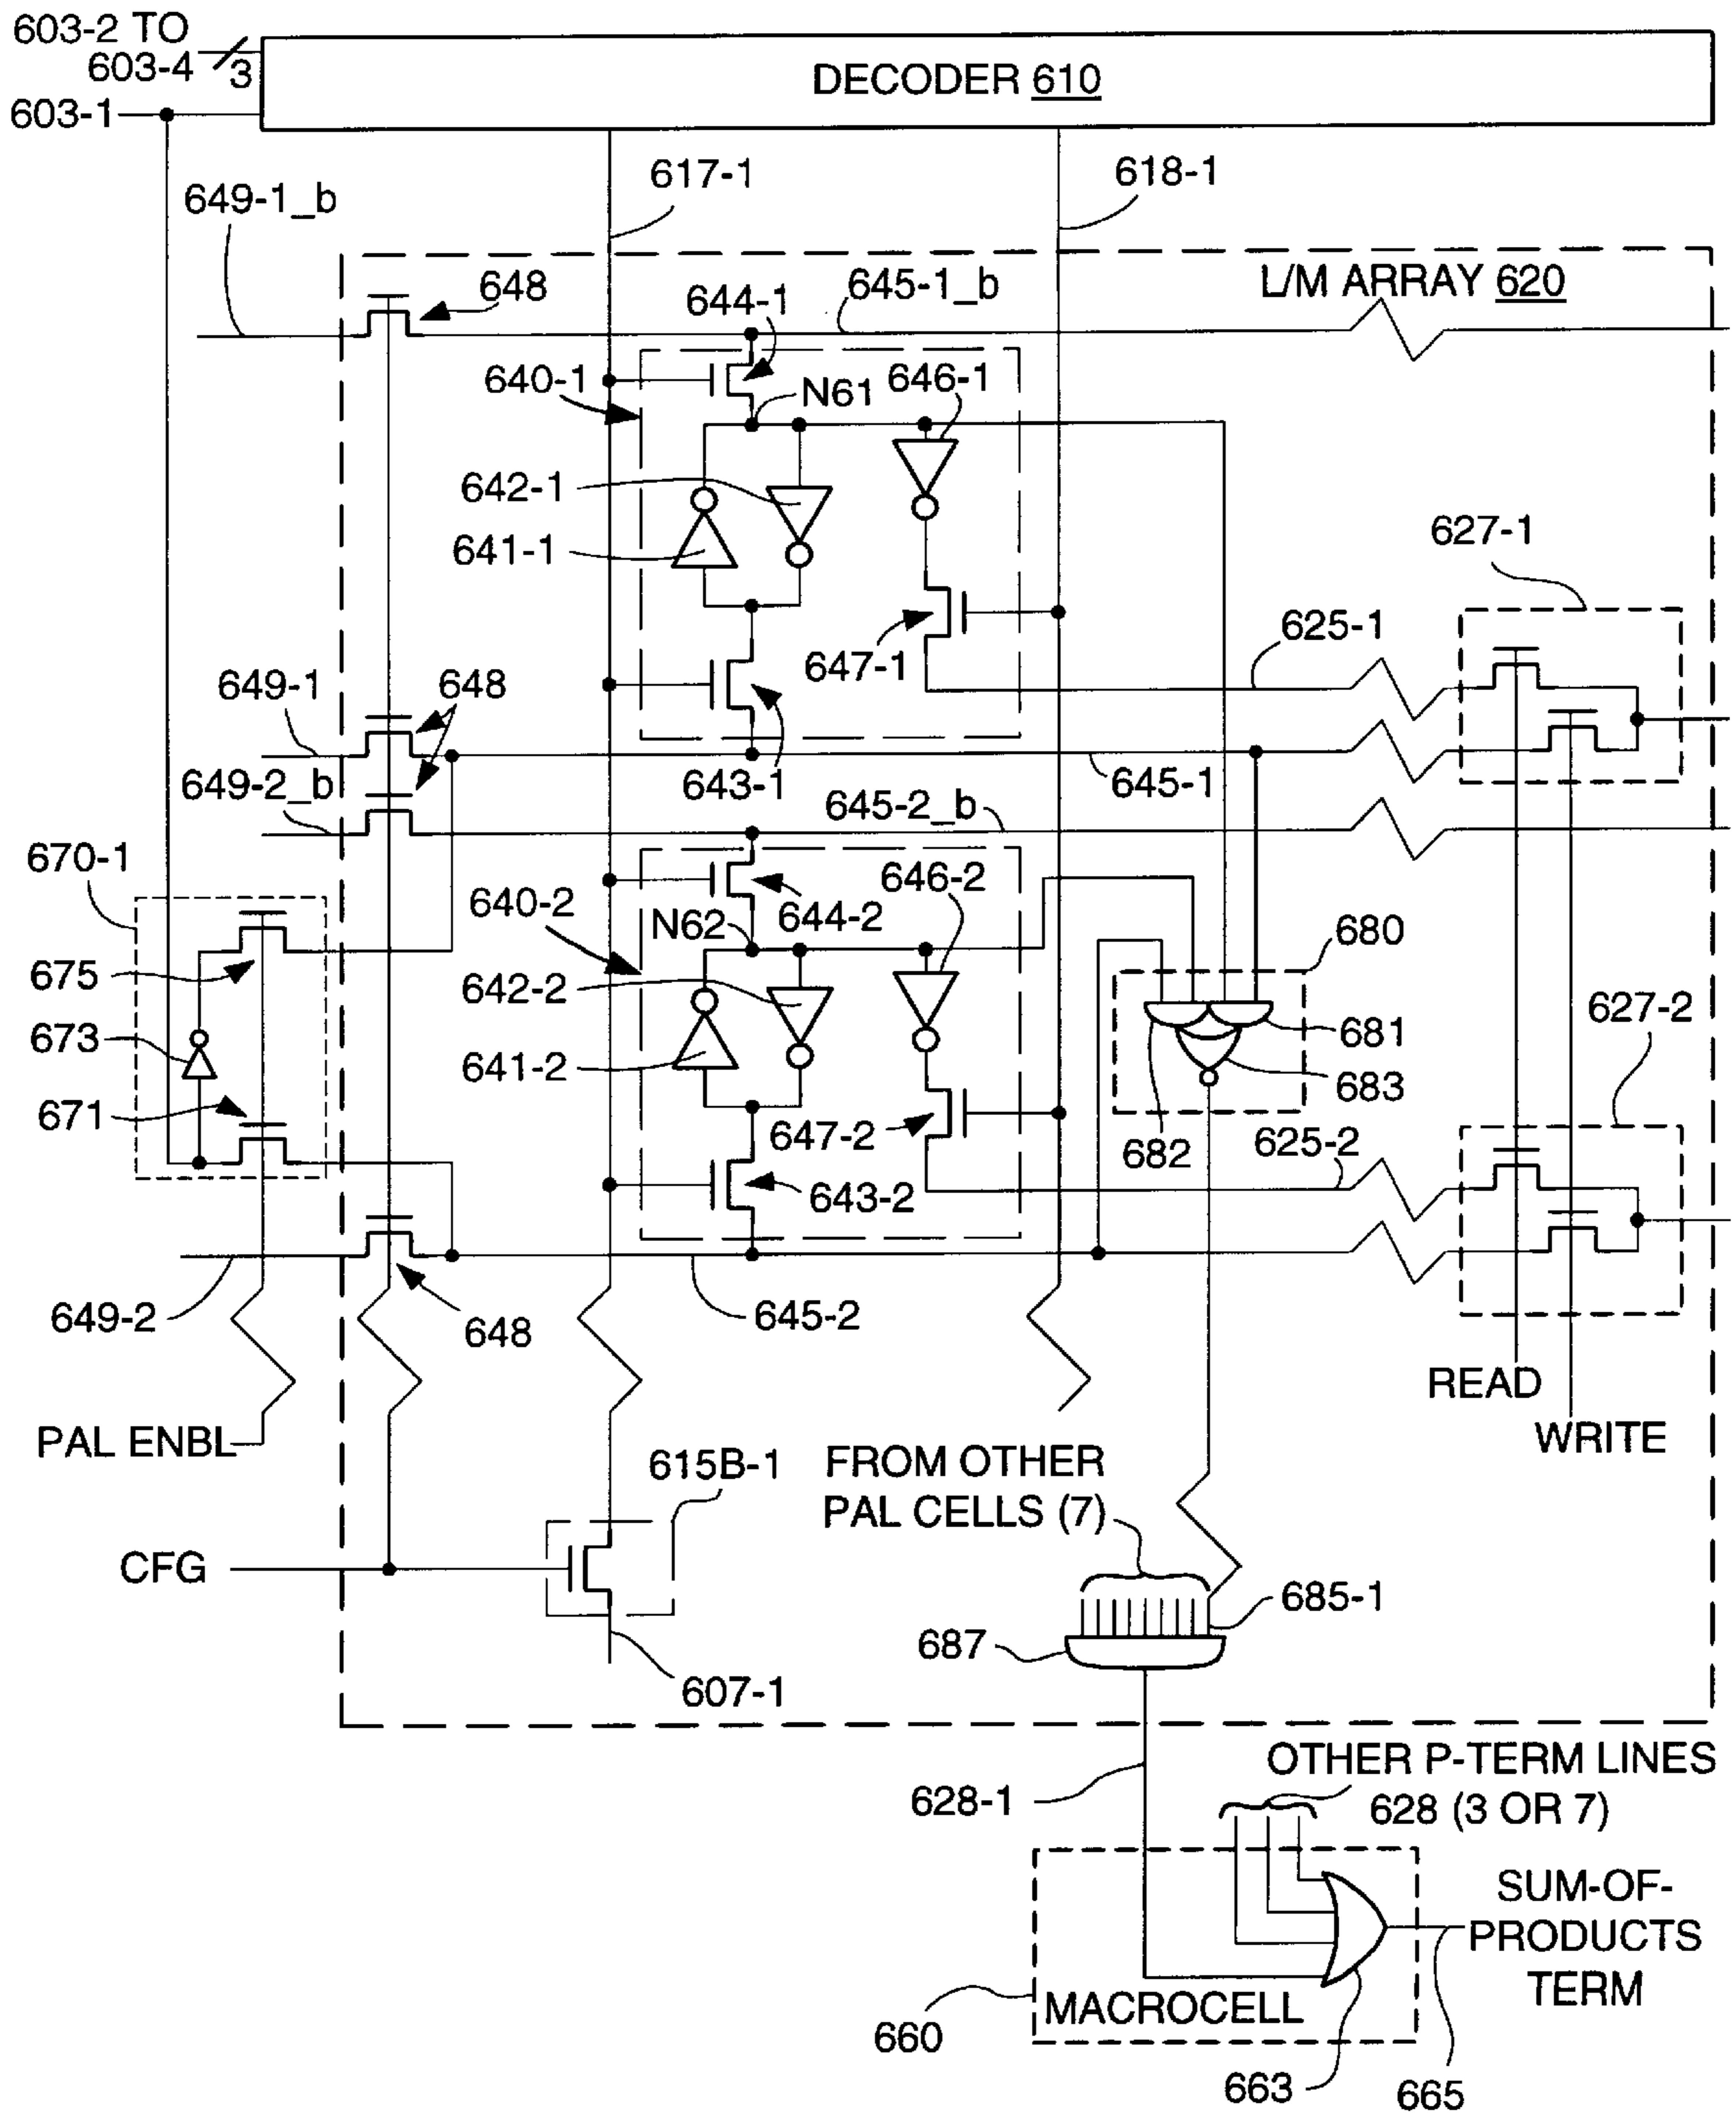 603-2 TO
603-4
3
603-1
DECODER 610
617-1
618-1
649-1_b
L/M ARRAY 620
648
644-1
645-1_b
640-1
N61
646-1
642-1
641-1
627-1
647-1
625-1
649-1
648
649-2_b
643-1
645-1
645-2_b
670-1
640-2
646-2
644-2
N62
680
675
642-2
627-2
673
681
641-2
683
671
647-2
682
625-2
643-2
649-2
648
645-2
READ
PAL ENBL
WRITE
615B-1
FROM OTHER
PAL CELLS (7)
CFG
685-1
687
607-1
OTHER P-TERM LINES
628 (3 OR 7)
628-1
SUM-OF-
PRODUCTS
TERM
MACROCELL
660
663
665